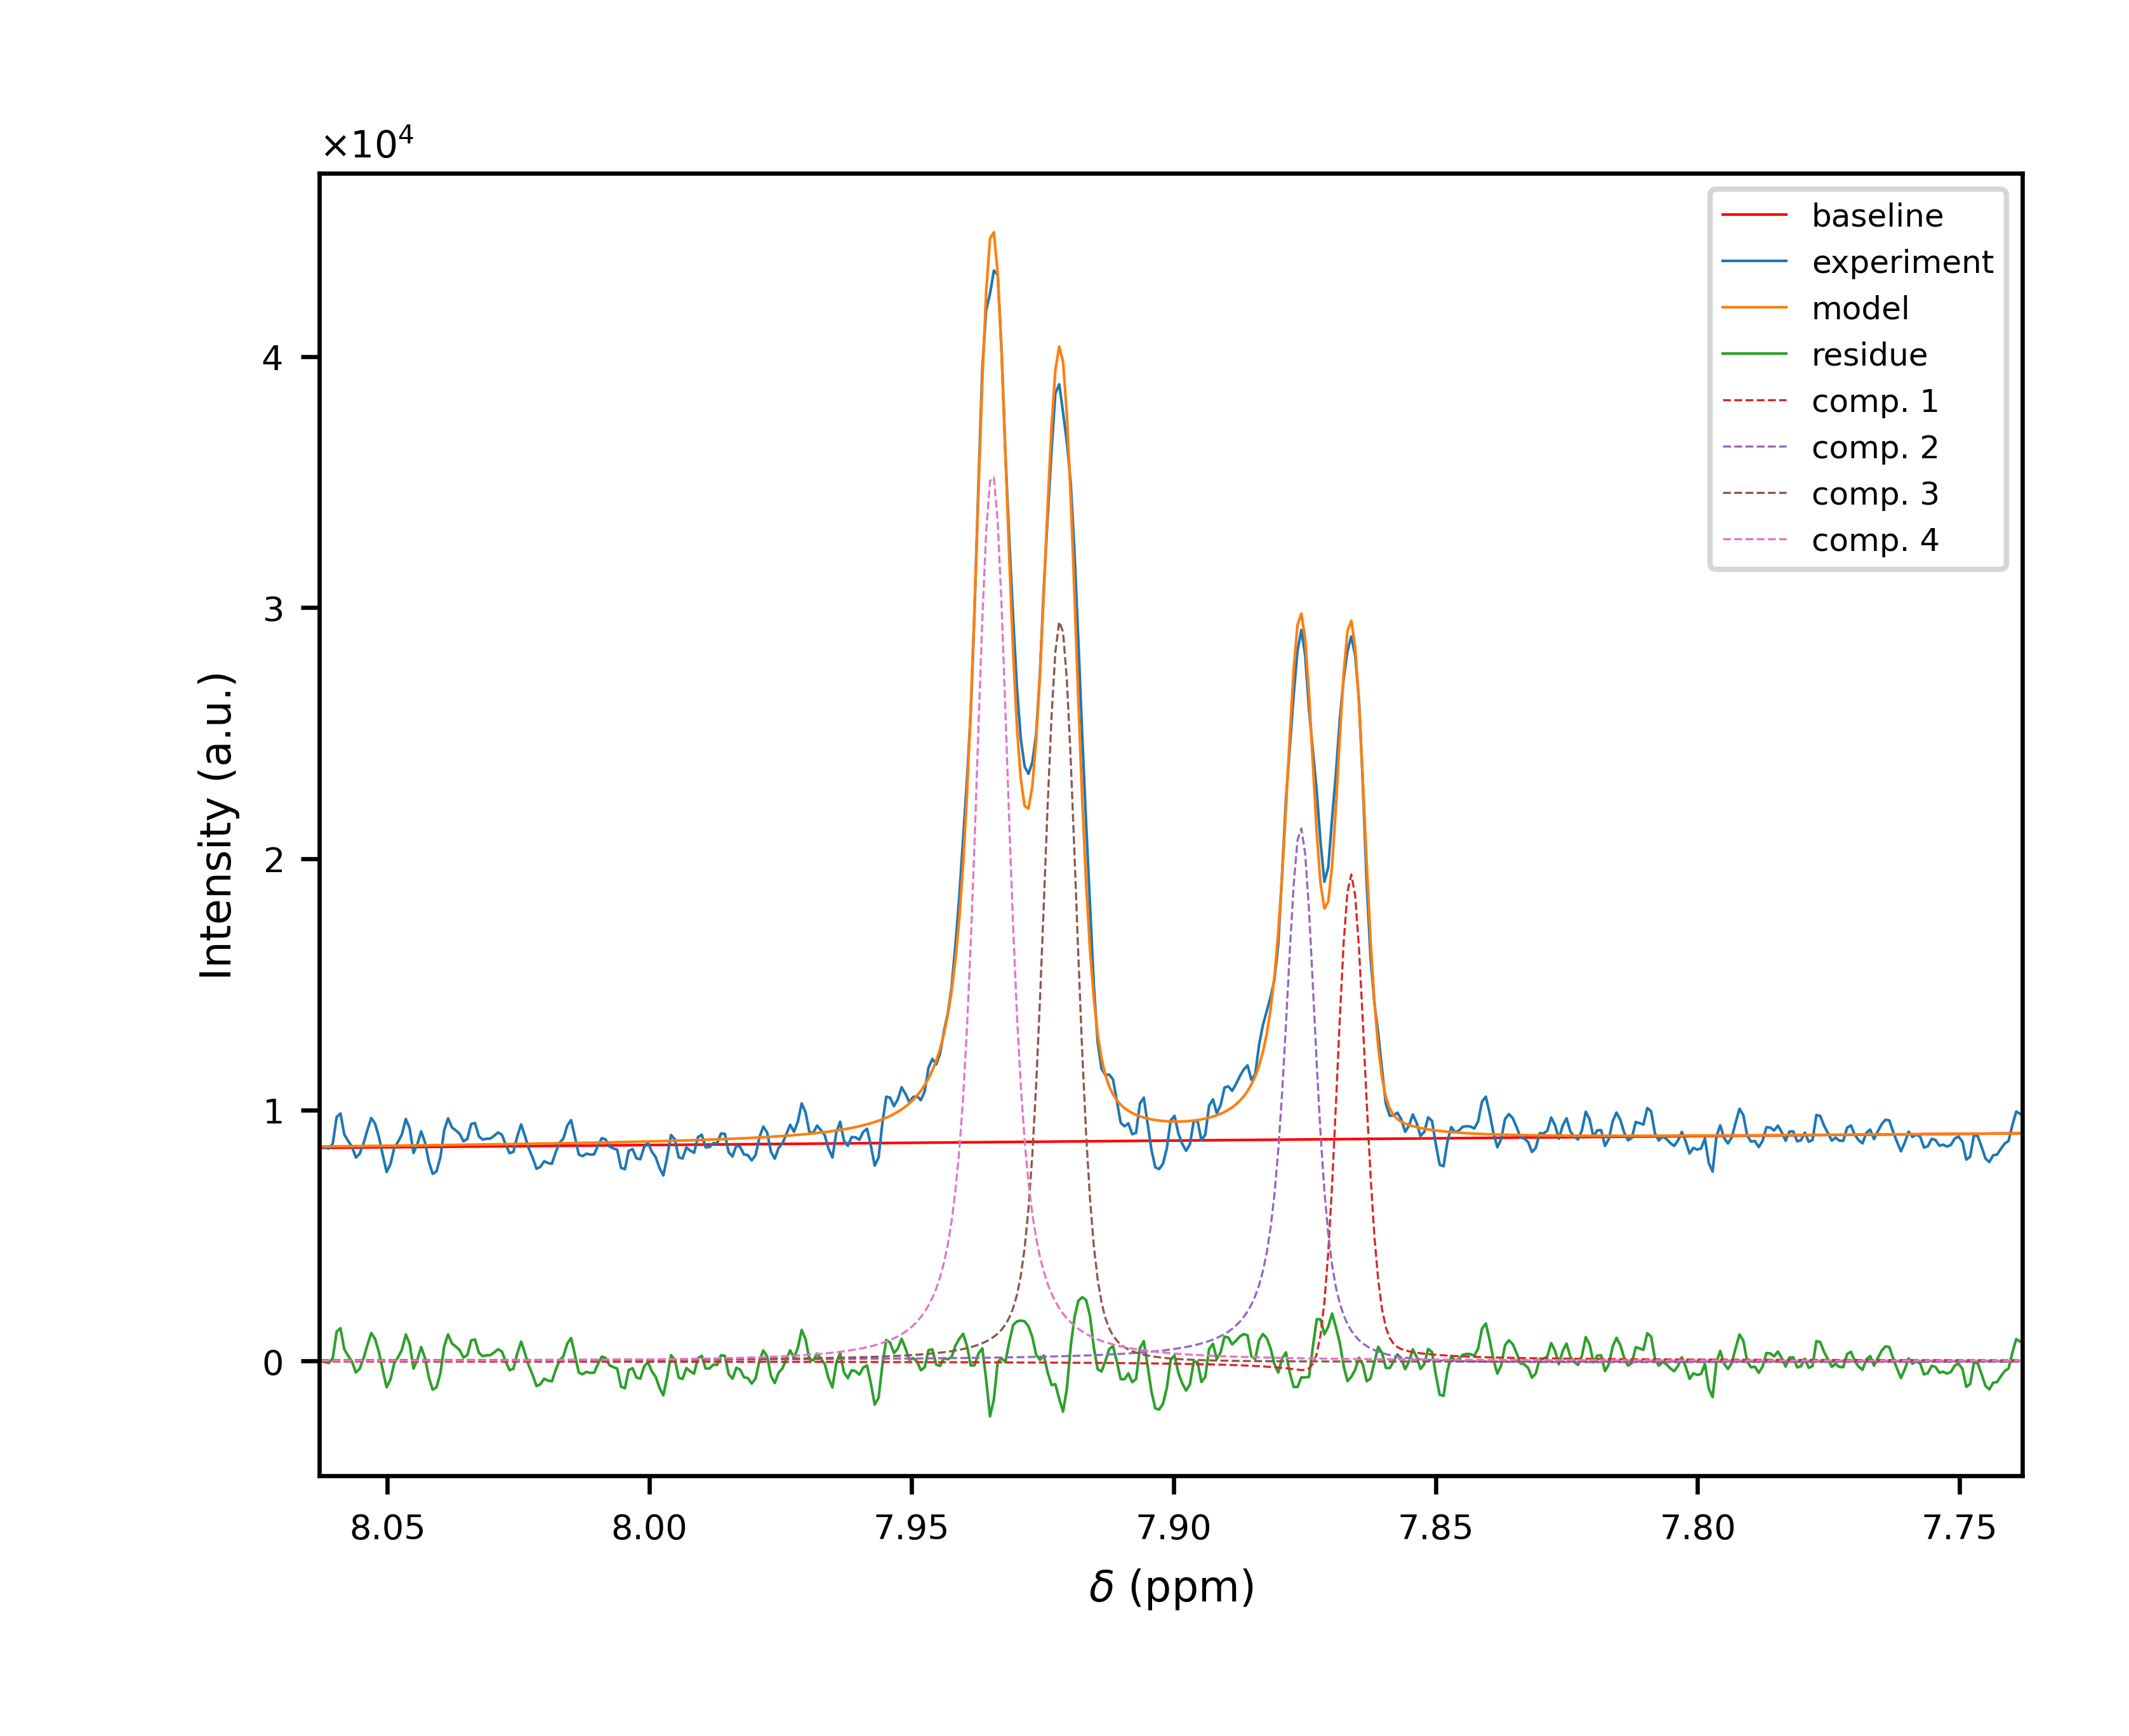 ×10⁴
Intensity (a.u.)
4
3
2
1
0
8.05 8.00 7.95 7.90 7.85 7.80 7.75
δ (ppm)
baseline
experiment
model
residue
comp. 1
comp. 2
comp. 3
comp. 4